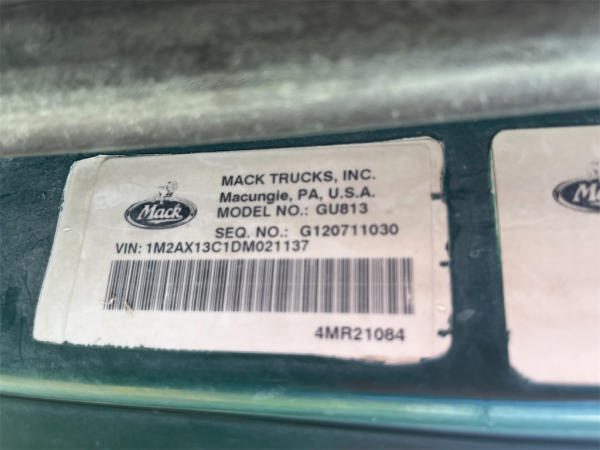 MACK TRUCKS, INC.
Macungie, PA, U.S.A.
MODEL NO.: GU813
SEQ. NO.: G120711030
Mack
VIN: 1M2AX13C1DM021137
4MR21084
Mack